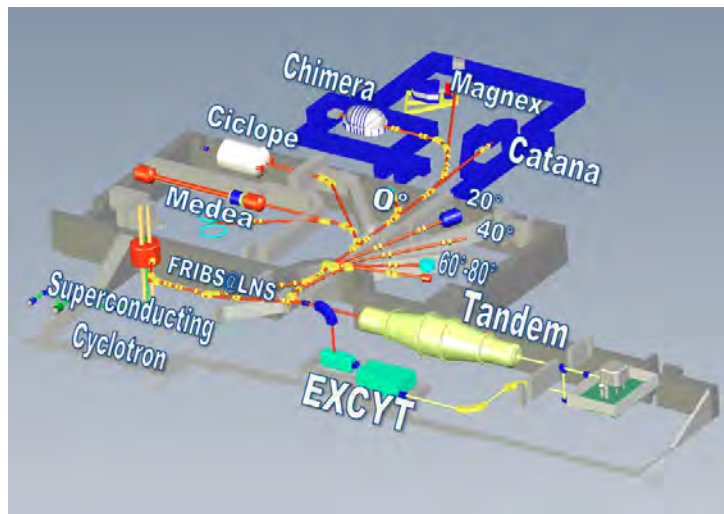 Chimera
Magnex
Ciclope
Catana
Medea
0°
20°
40°
60°-80°
FRIBS@LNS
Superconducting
Cyclotron
Tandem
EXCYT